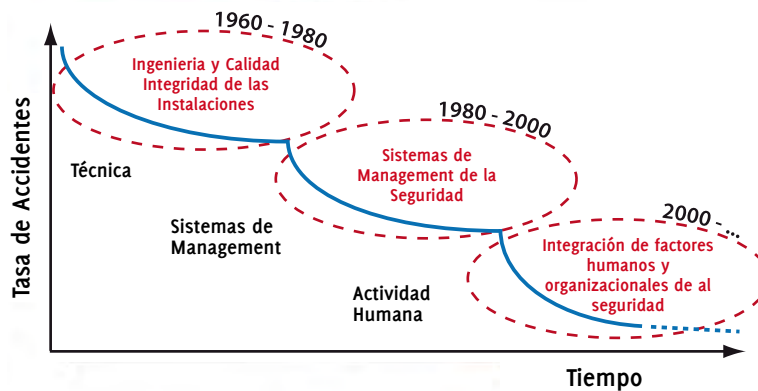 1960 - 1980
Ingenieria y Calidad
Integridad de las
Instalaciones
1980 - 2000
Sistemas de
Management de la
Seguridad
2000 - ...
Integración de factores
humanos y
organizacionales de al
seguridad
Técnica
Sistemas de
Management
Actividad
Humana
Tasa de Accidentes
Tiempo